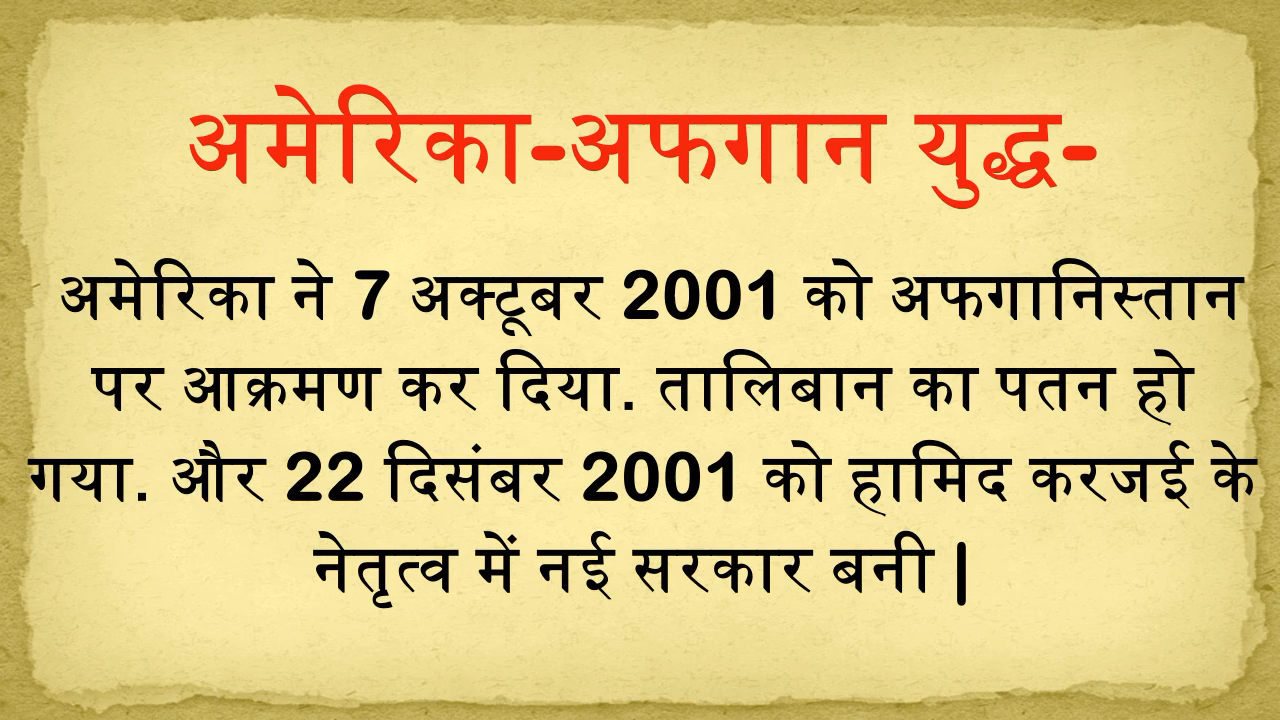 अमेरिका-अफगान युद्ध-
अमेरिका ने 7 अक्टूबर 2001 को अफगानिस्तान
पर आक्रमण कर दिया. तालिबान का पतन हो
गया. और 22 दिसंबर 2001 को हामिद करजई के
नेतृत्व में नई सरकार बनी |